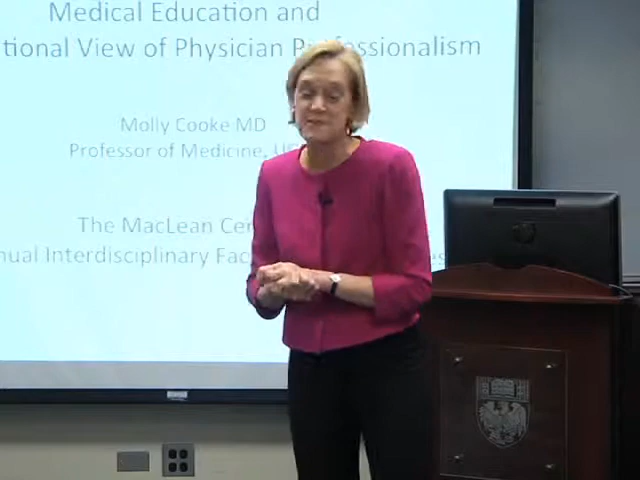 Medical Education and
tional View of Physician Professionalism
Molly Cooke MD
Professor of Medicine, UC
The MacLean Cen
nual Interdisciplinary Fac